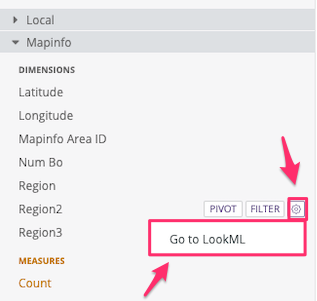 Local
Mapinfo
DIMENSIONS
Latitude
Longitude
Mapinfo Area ID
Num Bo
Region
Region2 PIVOT FILTER
Go to LookML
Region3
MEASURES
Count